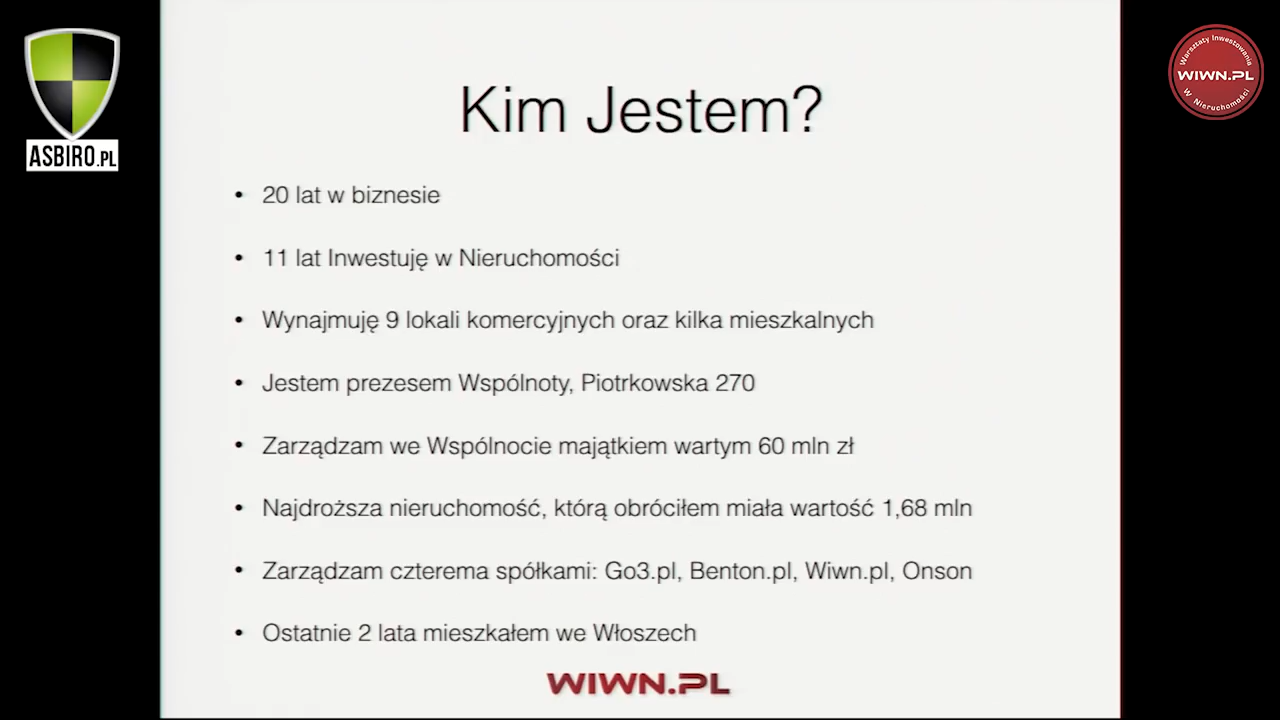 ASBIRO.PL
Warsztaty Inwestowania
WIWN.PL
W Nieruchomości
Kim Jestem?
• 20 lat w biznesie
• 11 lat Inwestuję w Nieruchomości
• Wynajmuję 9 lokali komercyjnych oraz kilka mieszkalnych
• Jestem prezesem Wspólnoty, Piotrkowska 270
• Zarządzam we Wspólnocie majątkiem wartym 60 mln zł
• Najdroższa nieruchomość, którą obróciłem miała wartość 1,68 mln
• Zarządzam czterema spółkami: Go3.pl, Benton.pl, Wiwn.pl, Onson
• Ostatnie 2 lata mieszkałem we Włoszech
WIWN.PL